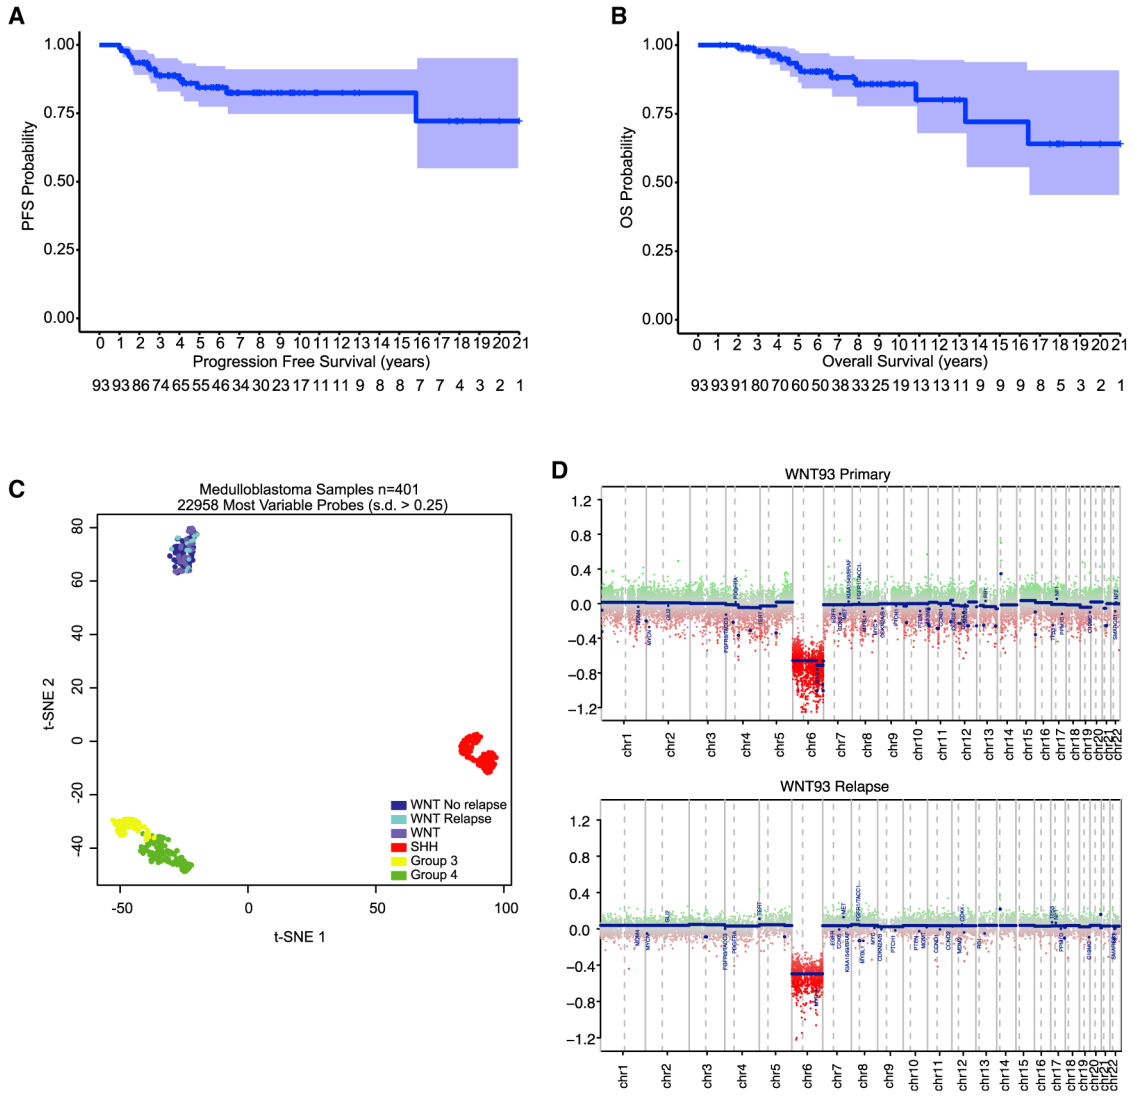 A
1.00
0.75
0.50
0.25
0.00
PFS Probability
0 1 2 3 4 5 6 7 8 9 10 11 12 13 14 15 16 17 18 19 20 21
Progression Free Survival (years)
93 93 86 74 65 55 46 34 30 23 17 11 11 9 8 8 7 7 4 3 2 1
B
1.00
0.75
0.50
0.25
0.00
OS Probability
0 1 2 3 4 5 6 7 8 9 10 11 12 13 14 15 16 17 18 19 20 21
Overall Survival (years)
93 93 91 80 70 60 50 38 33 25 19 13 13 11 9 9 9 8 5 3 2 1
C
Medulloblastoma Samples n=401
22958 Most Variable Probes (s.d. > 0.25)
80
60
40
20
0
-20
-40
t-SNE 2
WNT No relapse
WNT Relapse
WNT
SHH
Group 3
Group 4
-50 0 50 100
t-SNE 1
D
WNT93 Primary
1.2
0.8
0.4
0.0
−0.4
−0.8
−1.2
chr1 chr2 chr3 chr4 chr5 chr6 chr7 chr8 chr9 chr10 chr11 chr12 chr13 chr14 chr15 chr16 chr17 chr18 chr19 chr20 chr21 chr22
WNT93 Relapse
1.2
0.8
0.4
0.0
−0.4
−0.8
−1.2
chr1 chr2 chr3 chr4 chr5 chr6 chr7 chr8 chr9 chr10 chr11 chr12 chr13 chr14 chr15 chr16 chr17 chr18 chr19 chr20 chr21 chr22